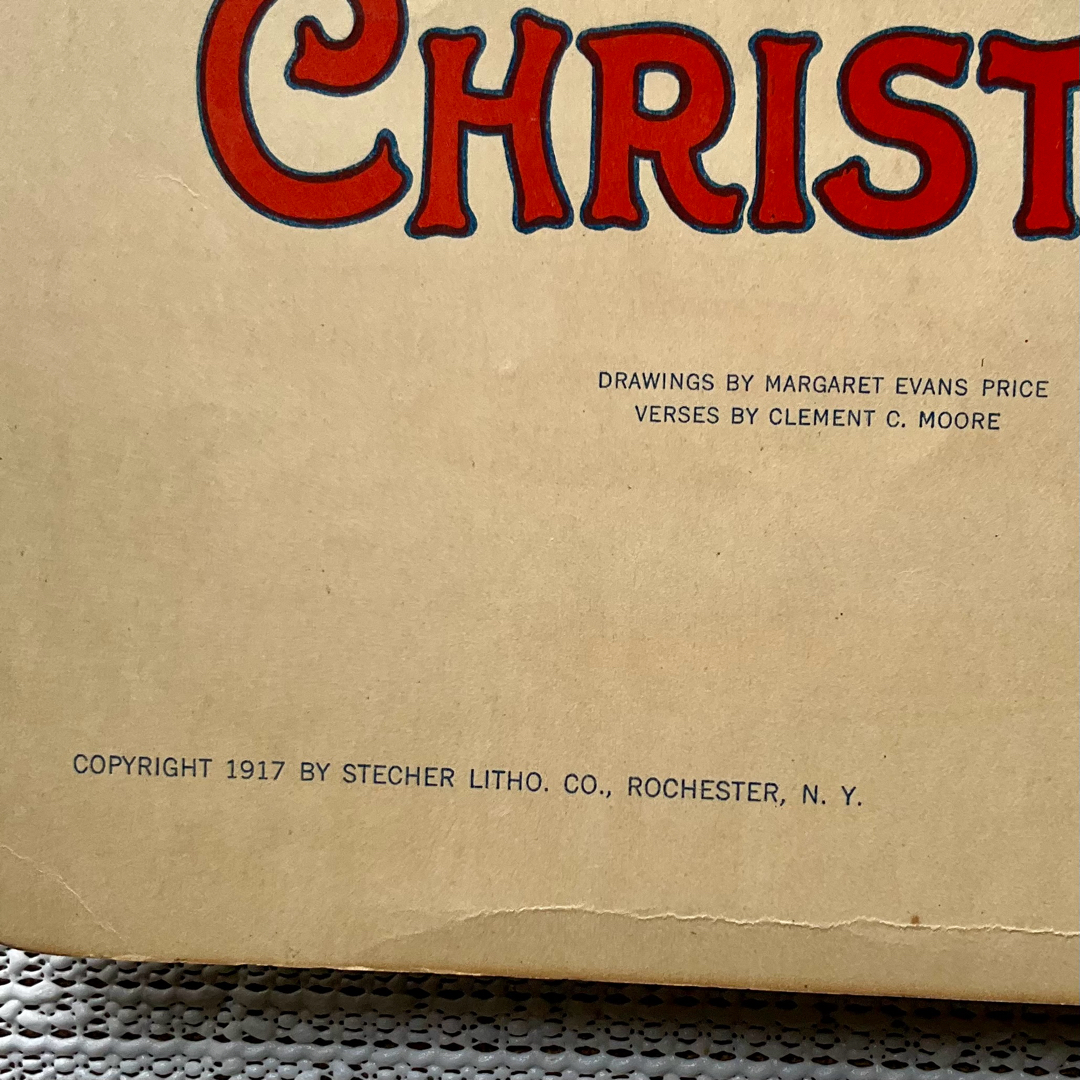 CHRIST
DRAWINGS BY MARGARET EVANS PRICE
VERSES BY CLEMENT C. MOORE
COPYRIGHT 1917 BY STECHER LITHO. CO., ROCHESTER, N. Y.